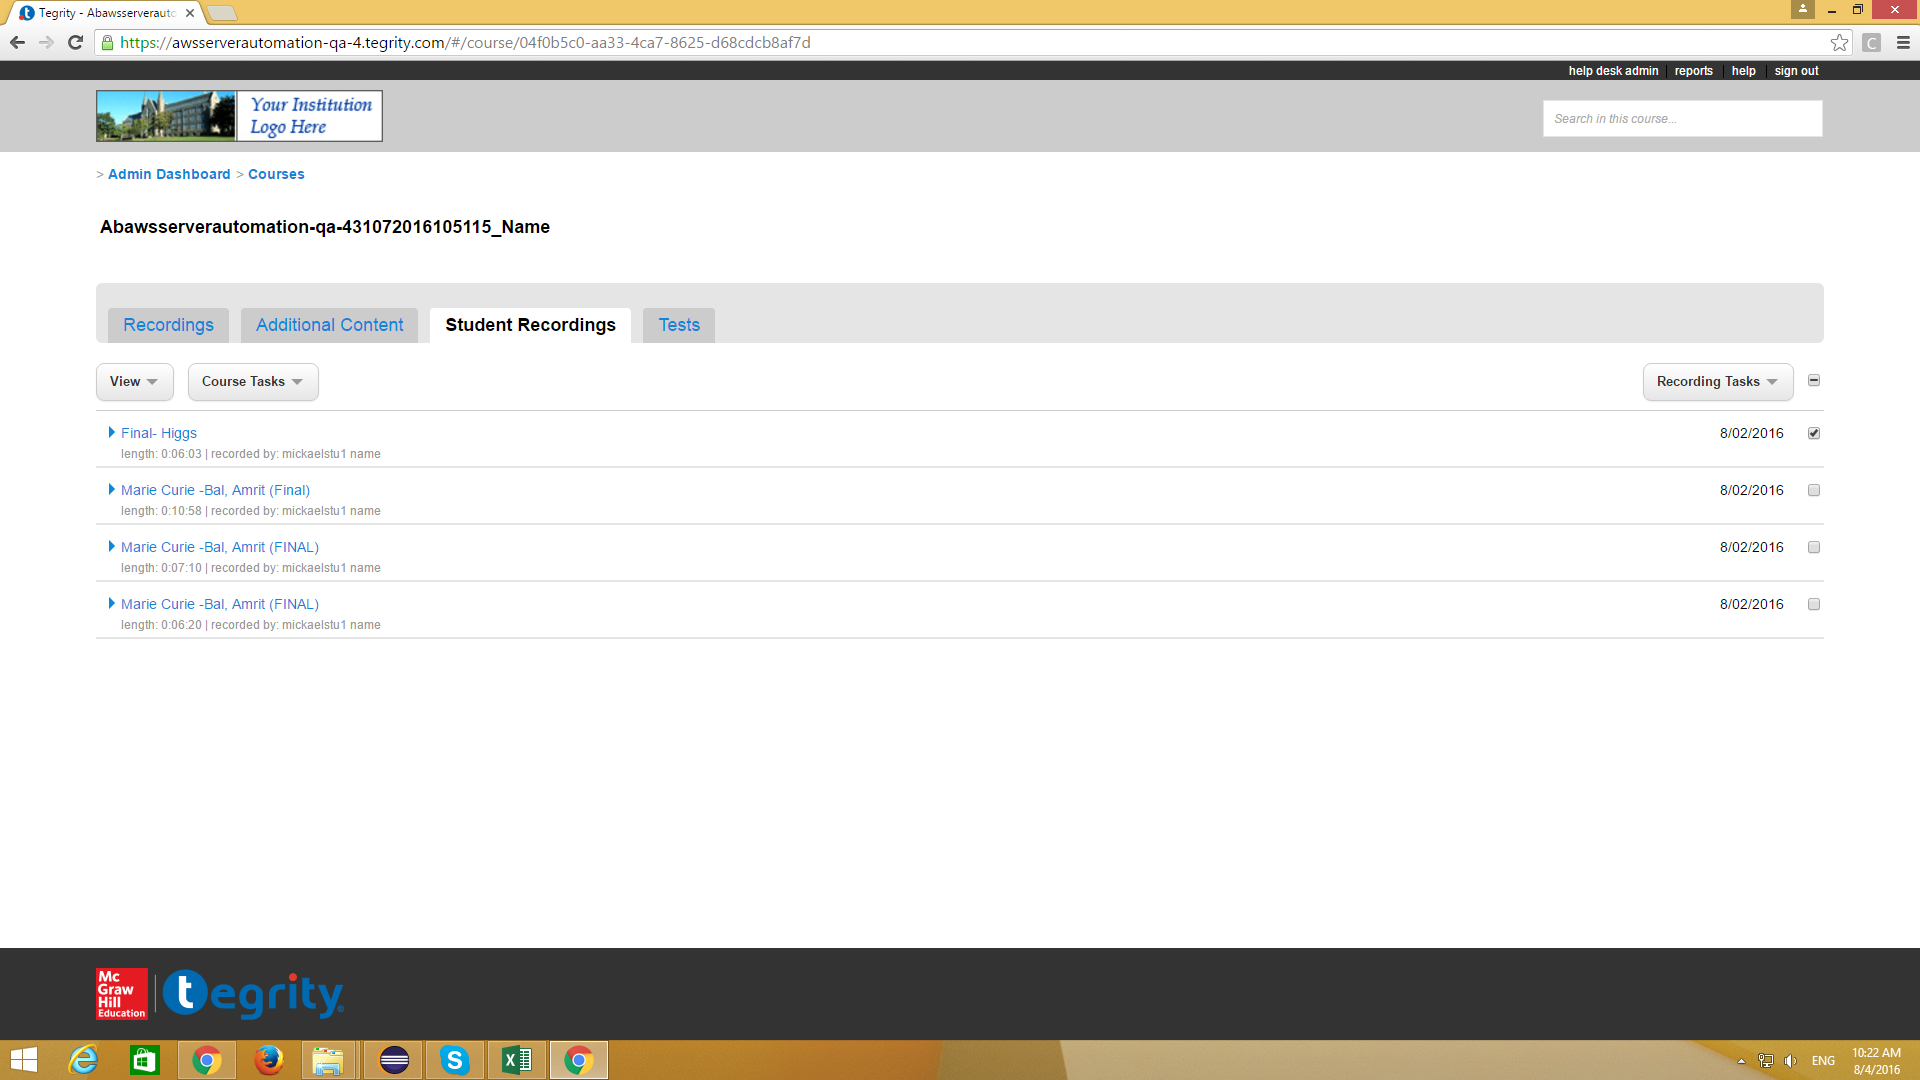 Tegrity - Abawsserverauto
https://awsserverautomation-qa-4.tegrity.com/#/course/04f0b5c0-aa33-4ca7-8625-d68cdcb8af7d
C
help desk admin | reports | help | sign out
Your Institution
Logo Here
Search in this course...
> Admin Dashboard > Courses
Abawsserverautomation-qa-431072016105115_Name
Recordings Additional Content Student Recordings Tests
View Course Tasks Recording Tasks
Final- Higgs 8/02/2016
length: 0:06:03 | recorded by: mickaelstu1 name
Marie Curie -Bal, Amrit (Final) 8/02/2016
length: 0:10:58 | recorded by: mickaelstu1 name
Marie Curie -Bal, Amrit (FINAL) 8/02/2016
length: 0:07:10 | recorded by: mickaelstu1 name
Marie Curie -Bal, Amrit (FINAL) 8/02/2016
length: 0:06:20 | recorded by: mickaelstu1 name
Mc
Graw
Hill
Education
tegrity
ENG
10:22 AM
8/4/2016